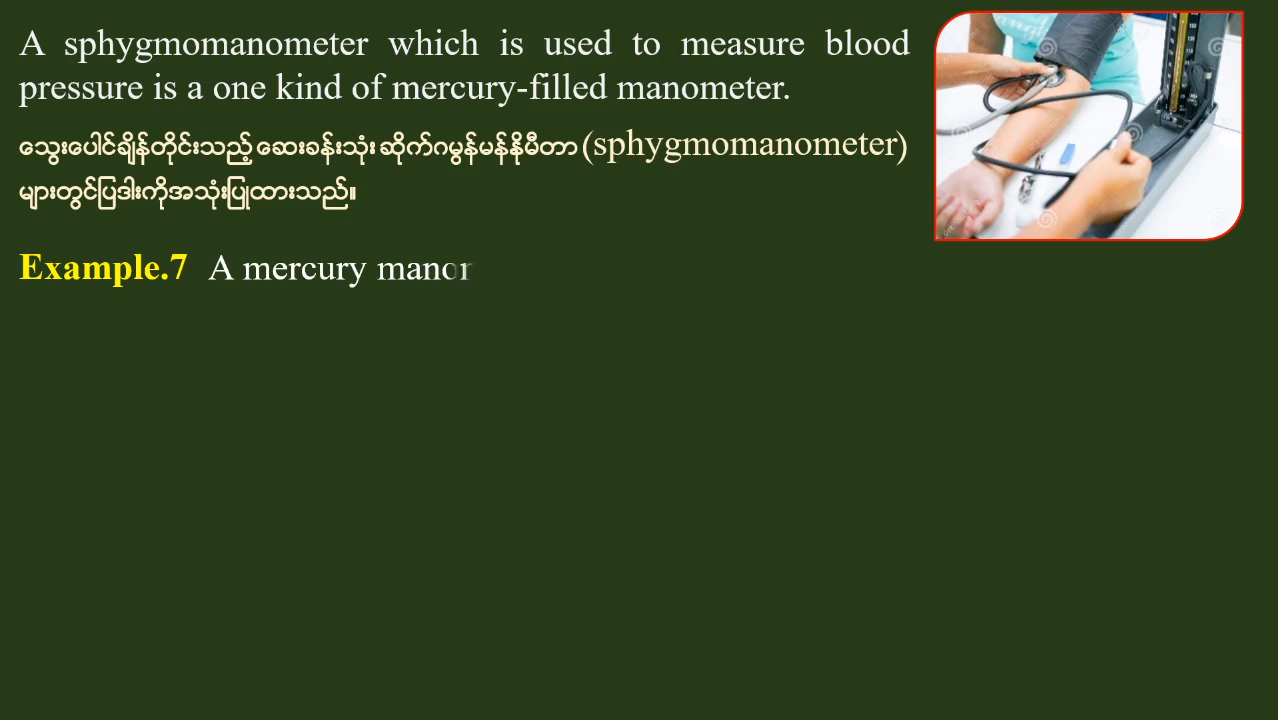 A sphygmomanometer which is used to measure blood
pressure is a one kind of mercury-filled manometer.
သွေးပေါင်ချိန်တိုင်းသည့် ဆေးခန်းသုံး ဆိုက်ဂမွန်မန်နိုမီတာ (sphygmomanometer)
များတွင်ပြဒါးကိုအသုံးပြုထားသည်။
Example.7 A mercury